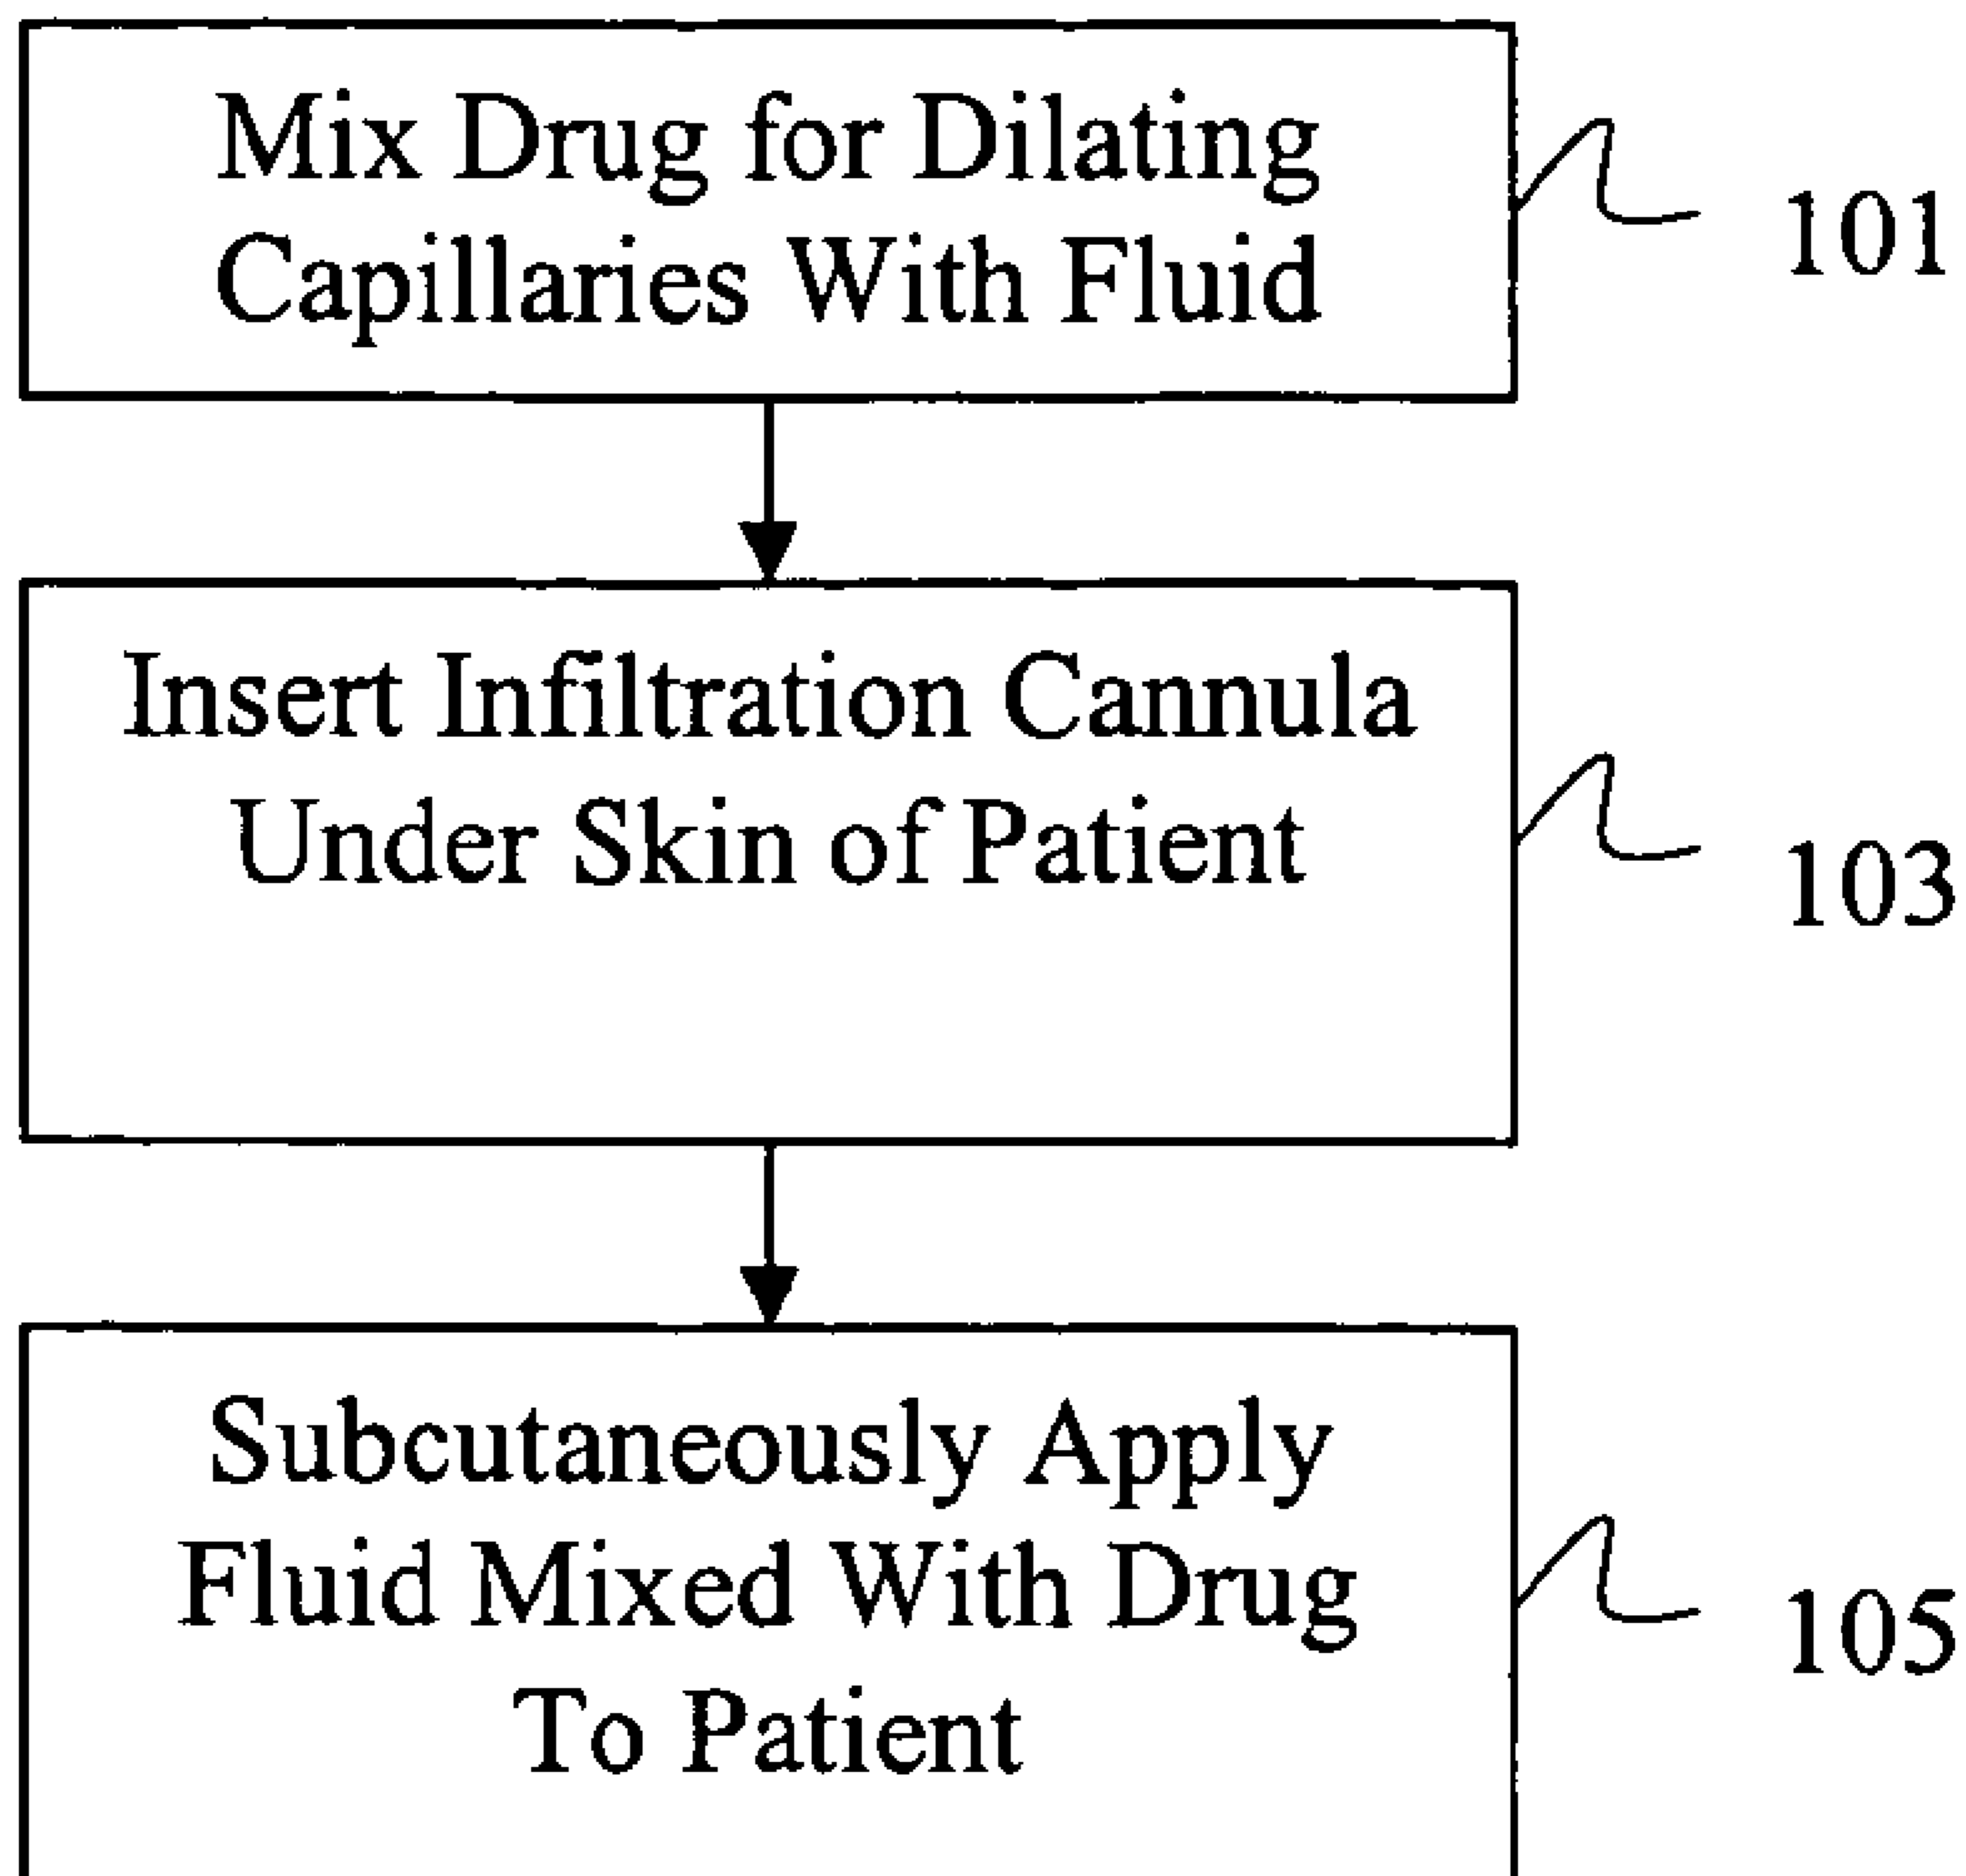 Mix Drug for Dilating
Capillaries With Fluid
101
Insert Infiltration Cannula
Under Skin of Patient
103
Subcutaneously Apply
Fluid Mixed With Drug
To Patient
105